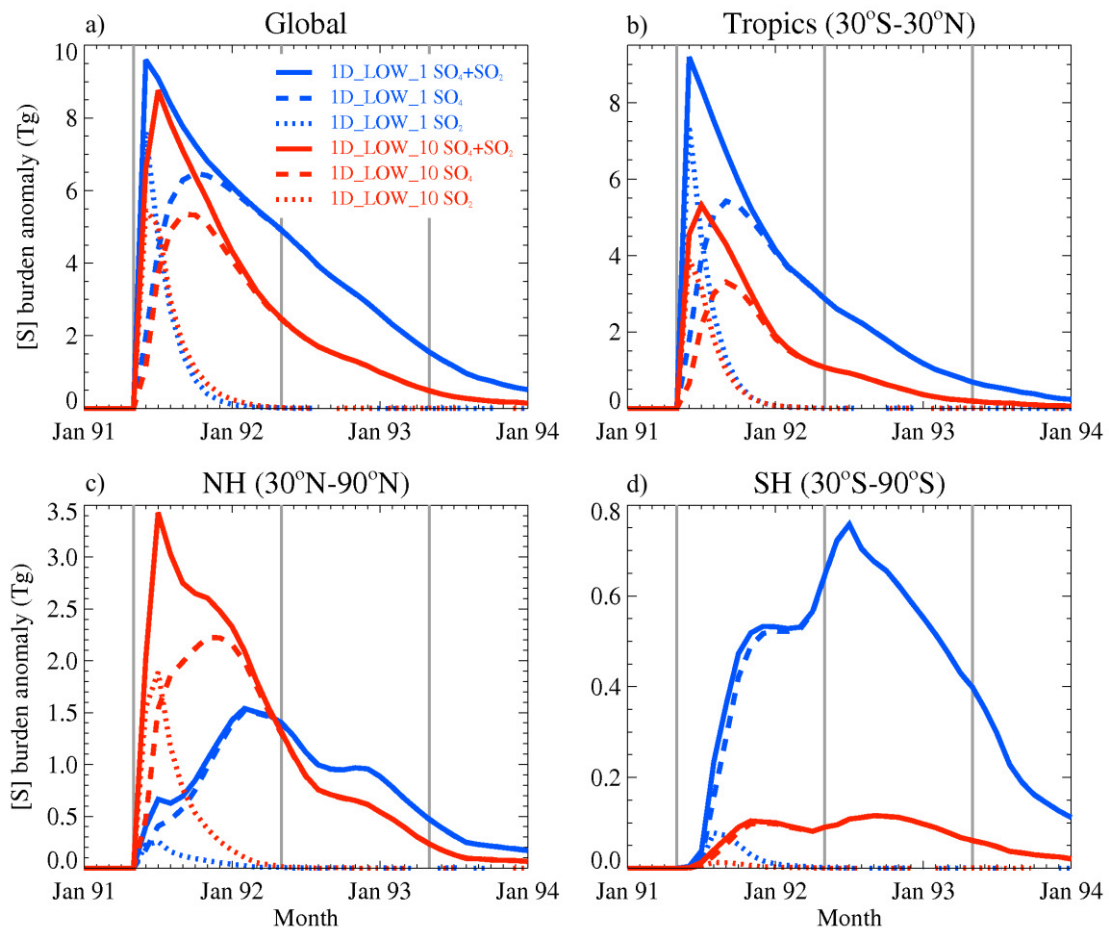 a) Global
[S] burden anomaly (Tg)
10
8
6
4
2
0
1D_LOW_1 SO₄+SO₂
1D_LOW_1 SO₄
1D_LOW_1 SO₂
1D_LOW_10 SO₄+SO₂
1D_LOW_10 SO₄
1D_LOW_10 SO₂
Jan 91 Jan 92 Jan 93 Jan 94
b) Tropics (30°S-30°N)
8
6
4
2
0
Jan 91 Jan 92 Jan 93 Jan 94
c) NH (30°N-90°N)
[S] burden anomaly (Tg)
3.5
3.0
2.5
2.0
1.5
1.0
0.5
0.0
Jan 91 Jan 92 Jan 93 Jan 94
Month
d) SH (30°S-90°S)
0.8
0.6
0.4
0.2
0.0
Jan 91 Jan 92 Jan 93 Jan 94
Month